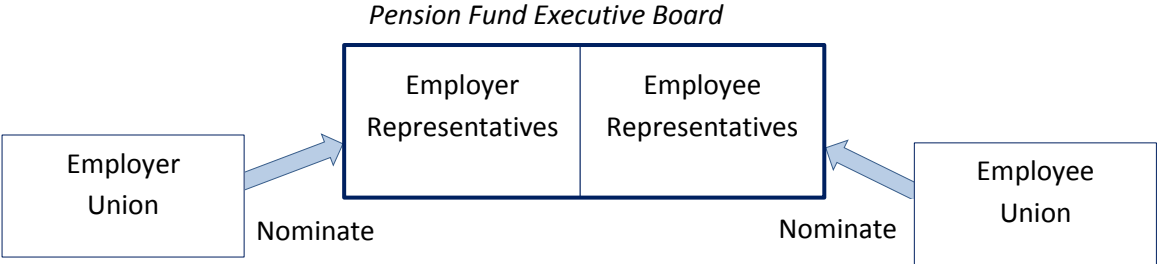 Pension Fund Executive Board
Employer
Representatives
Employee
Representatives
Employer
Union
Nominate
Nominate
Employee
Union